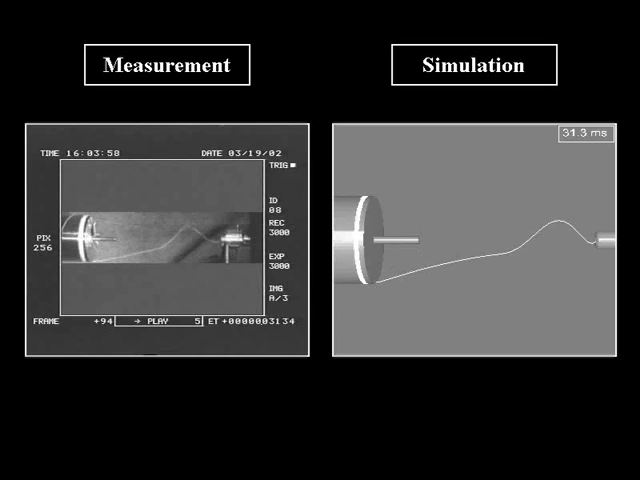 Measurement
Simulation
TIME 16:03:58
DATE 03/19/02
TRIG
ID
08
REC
3000
PIX
256
EXP
3000
IMG
A/3
FRAME +94 → PLAY 5 ET +000003134
31.3 ms